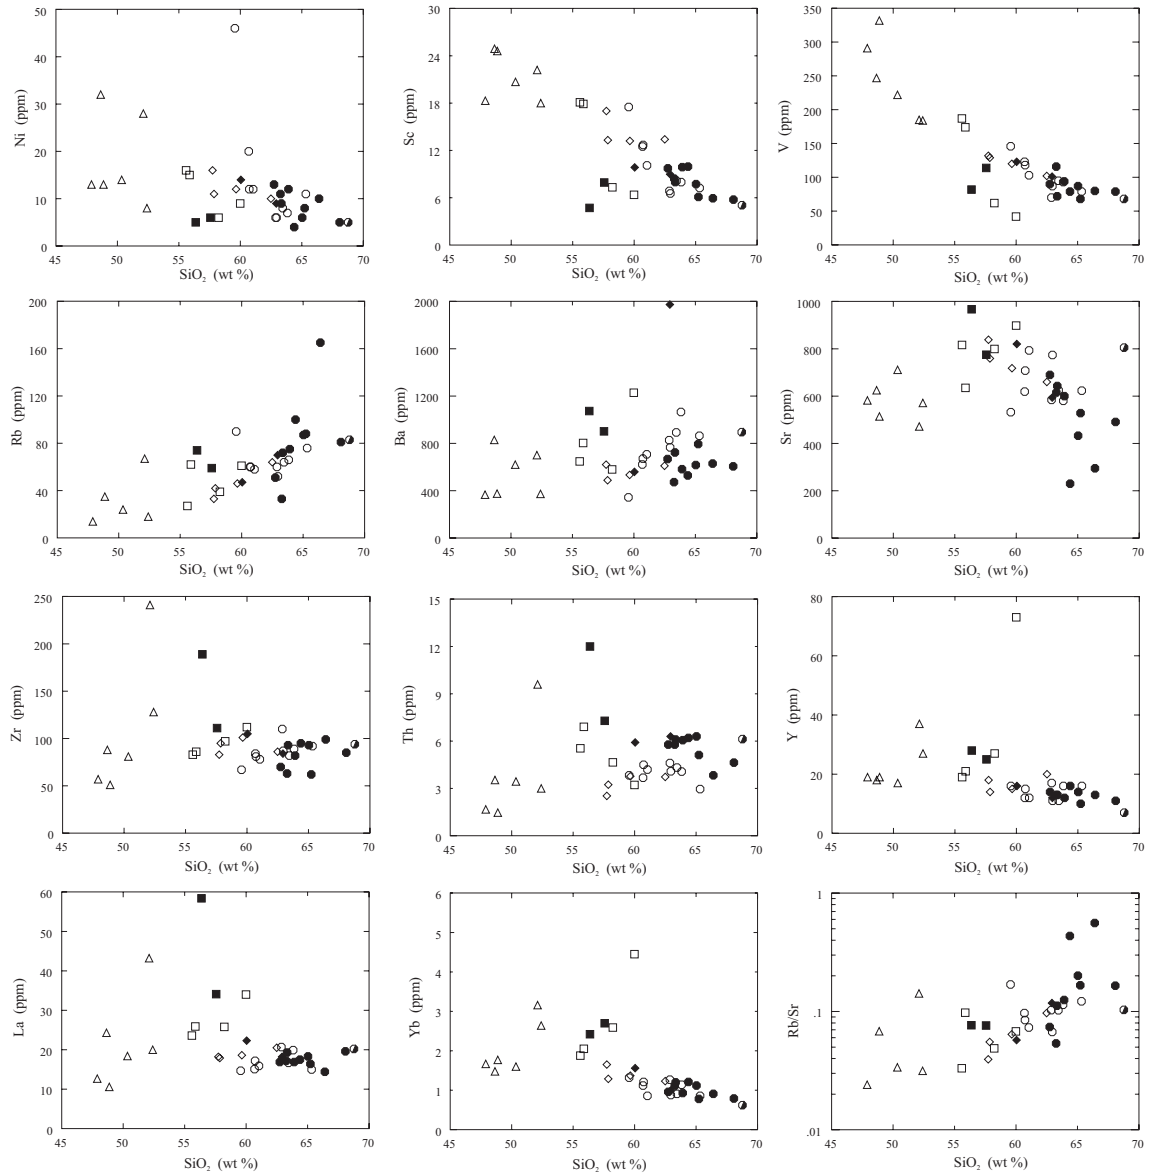 50
40
30
20
10
0
Ni (ppm)
45 50 55 60 65 70
SiO₂ (wt %)
30
24
18
12
6
0
Sc (ppm)
45 50 55 60 65 70
SiO₂ (wt %)
350
300
250
200
150
100
50
0
V (ppm)
45 50 55 60 65 70
SiO₂ (wt %)
200
160
120
80
40
0
Rb (ppm)
45 50 55 60 65 70
SiO₂ (wt %)
2000
1600
1200
800
400
0
Ba (ppm)
45 50 55 60 65 70
SiO₂ (wt %)
1000
800
600
400
200
0
Sr (ppm)
45 50 55 60 65 70
SiO₂ (wt %)
250
200
150
100
50
0
Zr (ppm)
45 50 55 60 65 70
SiO₂ (wt %)
15
12
9
6
3
0
Th (ppm)
45 50 55 60 65 70
SiO₂ (wt %)
80
60
40
20
0
Y (ppm)
45 50 55 60 65 70
SiO₂ (wt %)
60
50
40
30
20
10
0
La (ppm)
45 50 55 60 65 70
SiO₂ (wt %)
6
5
4
3
2
1
0
Yb (ppm)
45 50 55 60 65 70
SiO₂ (wt %)
1
.1
.01
Rb/Sr
45 50 55 60 65 70
SiO₂ (wt %)